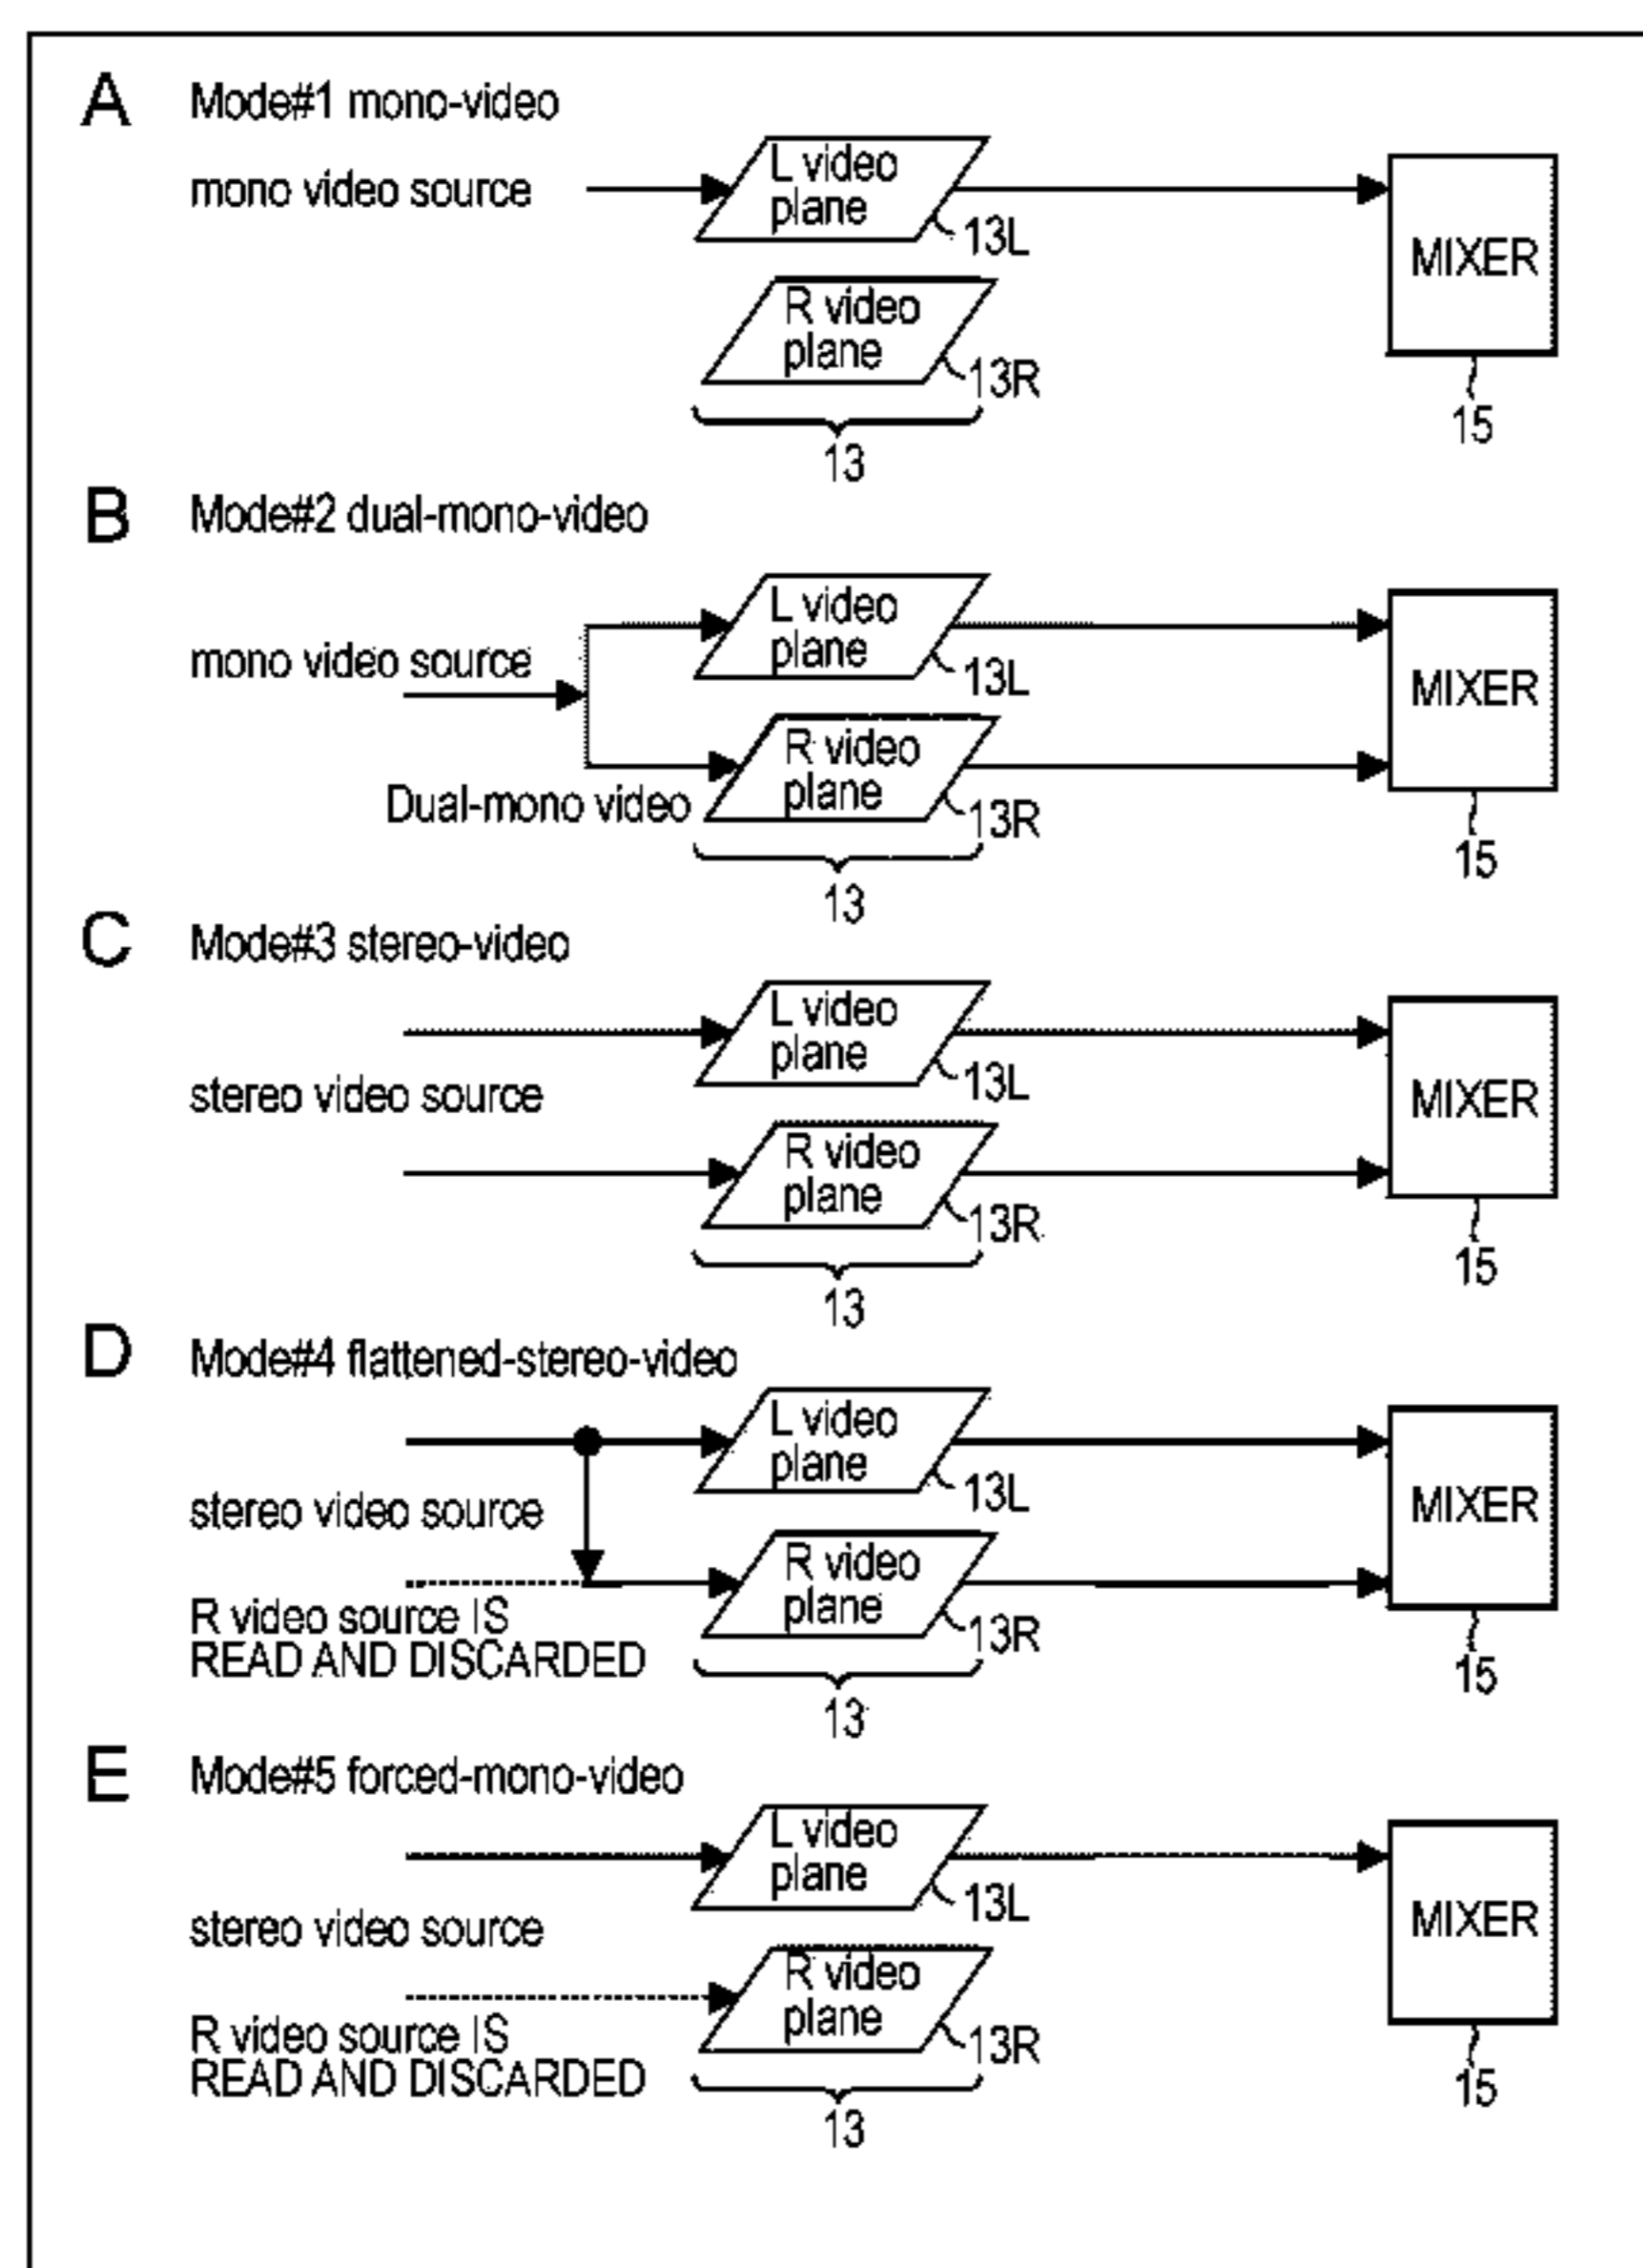 A Mode#1 mono-video
mono video source
L video
plane
13L
MIXER
R video
plane
13R
13
15
B Mode#2 dual-mono-video
mono video source
L video
plane
13L
MIXER
Dual-mono video
R video
plane
13R
13
15
C Mode#3 stereo-video
stereo video source
L video
plane
13L
MIXER
R video
plane
13R
13
15
D Mode#4 flattened-stereo-video
stereo video source
L video
plane
13L
MIXER
R video source IS
READ AND DISCARDED
R video
plane
13R
13
15
E Mode#5 forced-mono-video
stereo video source
L video
plane
13L
MIXER
R video source IS
READ AND DISCARDED
R video
plane
13R
13
15